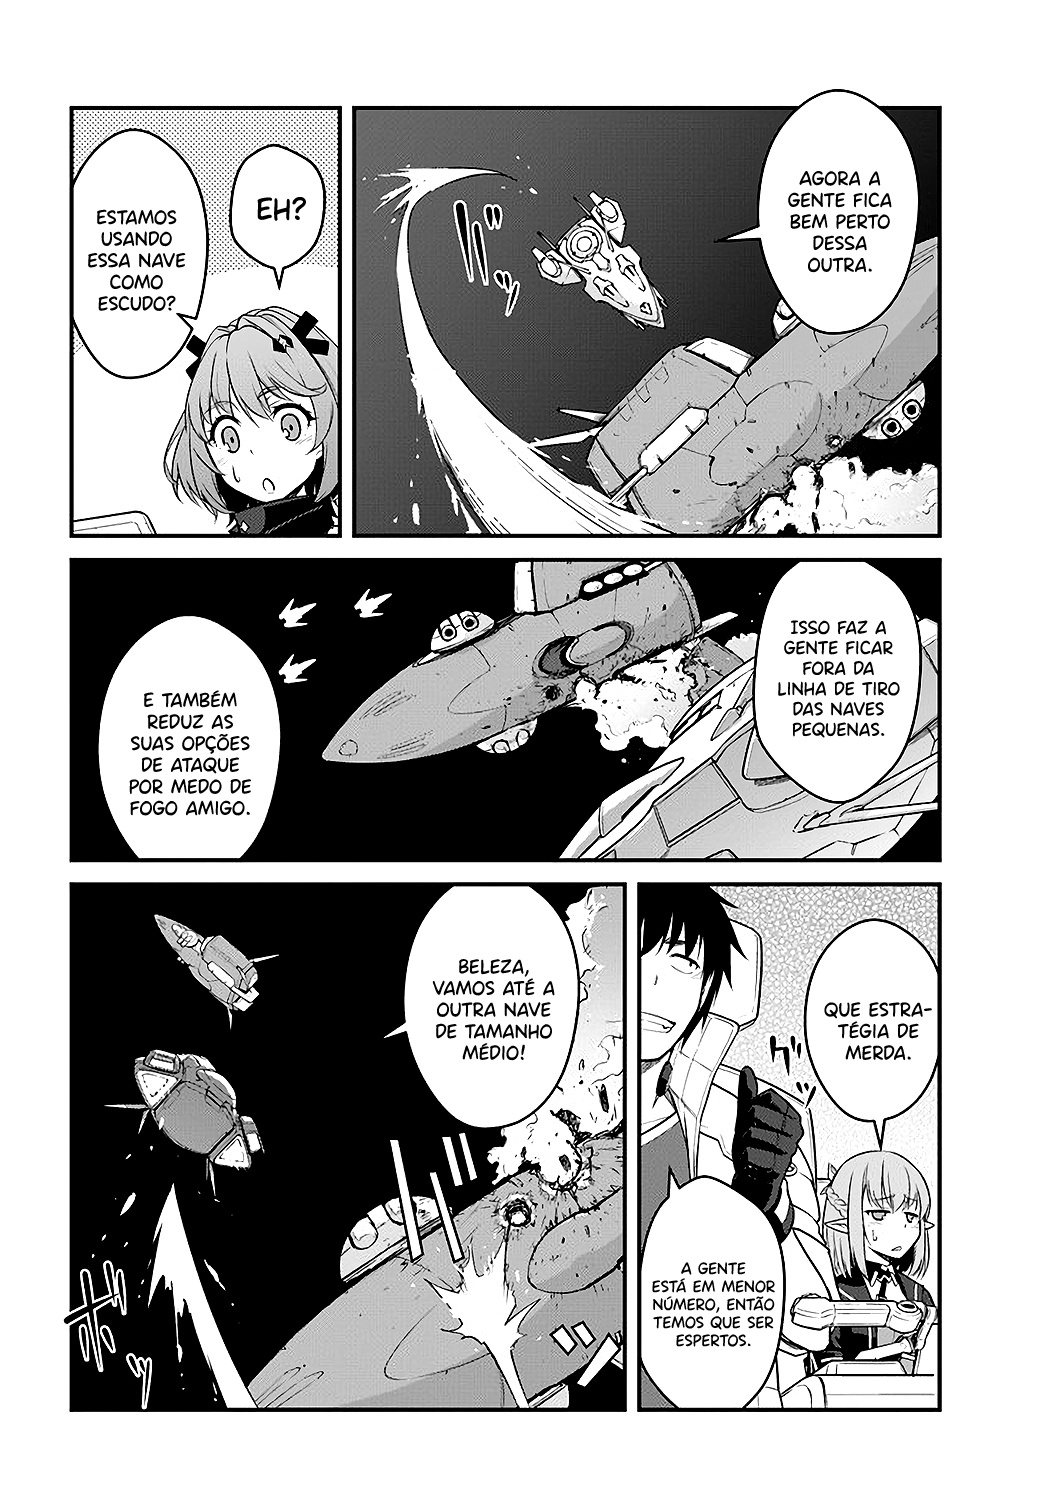 AGORA A
GENTE FICA
BEM PERTO
DESSA
OUTRA.
EH?
ESTAMOS
USANDO
ESSA NAVE
COMO
ESCUDO?
ISSO FAZ A
GENTE FICAR
FORA DA
LINHA DE TIRO
DAS NAVES
PEQUENAS.
E TAMBÉM
REDUZ AS
SUAS OPÇÕES
DE ATAQUE
POR MEDO DE
FOGO AMIGO.
QUE ESTRA-
TÉGIA DE
MERDA.
A GENTE
ESTÁ EM MENOR
NÚMERO, ENTÃO
TEMOS QUE SER
ESPERTOS.
BELEZA,
VAMOS ATÉ A
OUTRA NAVE
DE TAMANHO
MÉDIO!